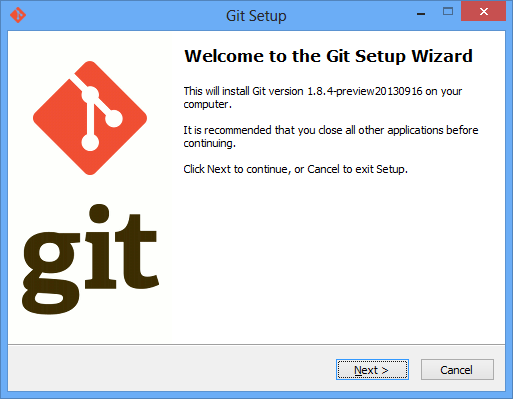 Git Setup
Welcome to the Git Setup Wizard
This will install Git version 1.8.4-preview20130916 on your
computer.
It is recommended that you close all other applications before
continuing.
Click Next to continue, or Cancel to exit Setup.
git
Next >
Cancel